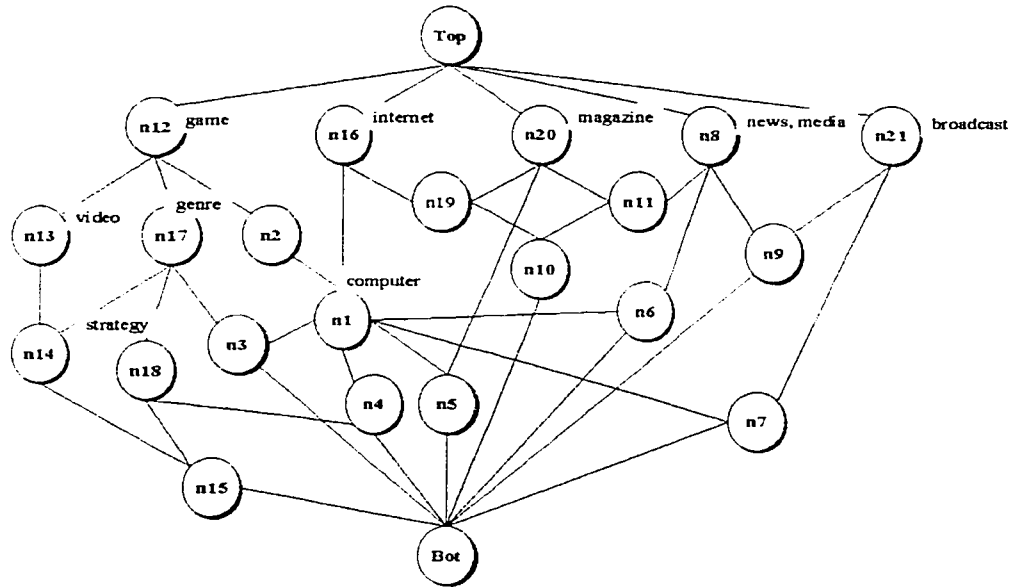 Top
n12 game
n16 internet
n20 magazine
n8 news, media
n21 broadcast
n19
n11
n13 video
n17 genre
n2
n9
n10
n1 computer
n6
n14
strategy
n18
n3
n4
n5
n7
n15
Bot